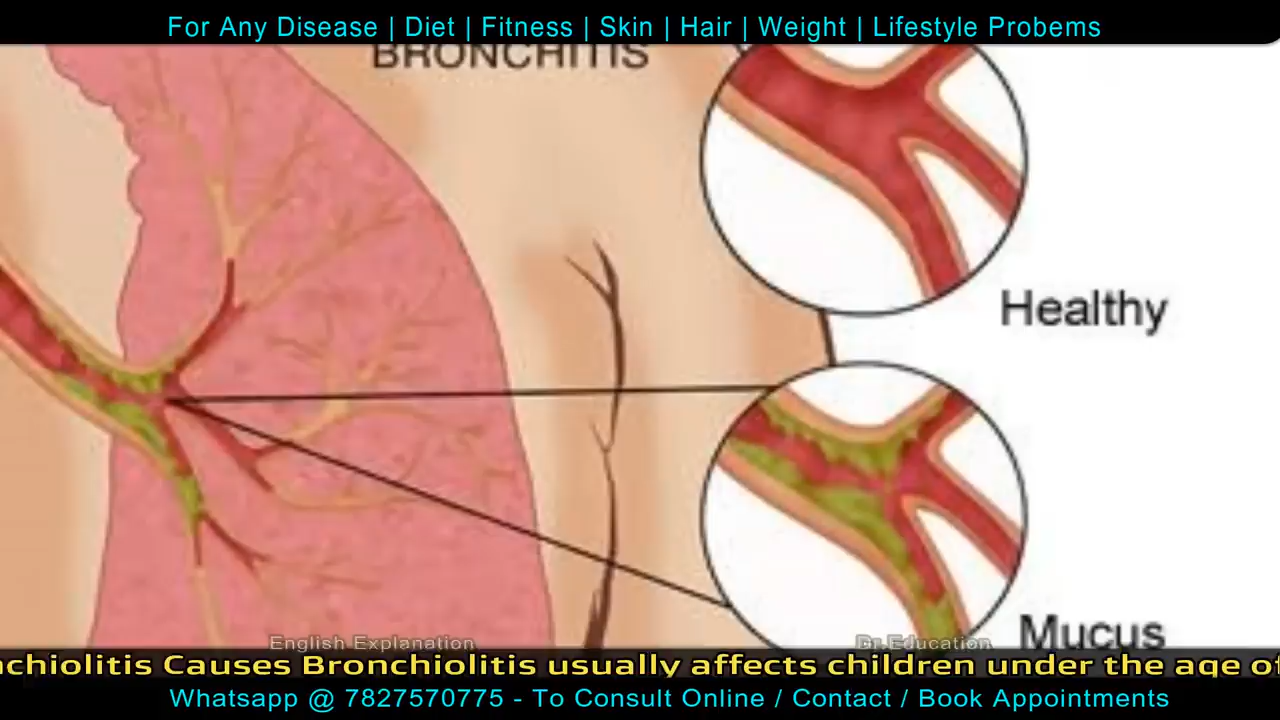 For Any Disease | Diet | Fitness | Skin | Hair | Weight | Lifestyle Probems
BRONCHITIS
Healthy
Mucus
English Explanation
Dr.Education
nchiolitis Causes Bronchiolitis usually affects children under the age of
Whatsapp @ 7827570775 - To Consult Online / Contact / Book Appointments